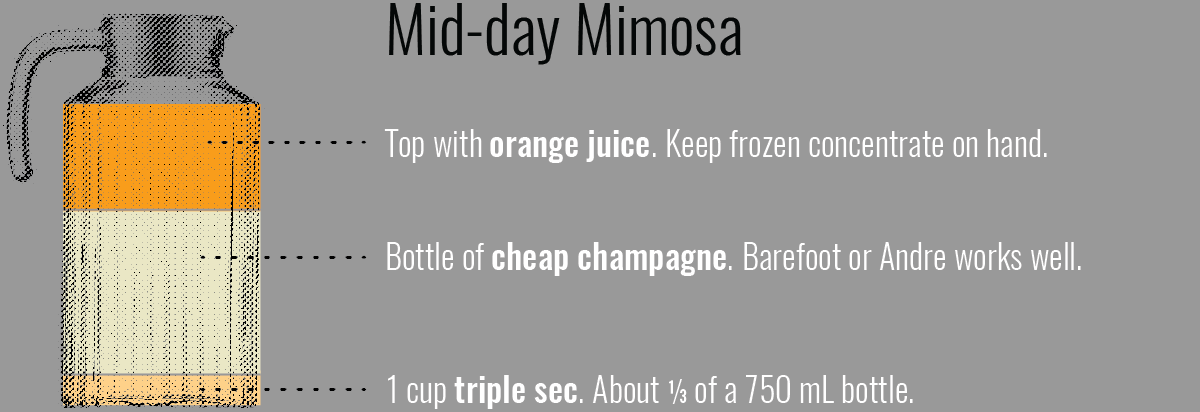 Mid-day Mimosa
Top with orange juice. Keep frozen concentrate on hand.
Bottle of cheap champagne. Barefoot or Andre works well.
1 cup triple sec. About ⅓ of a 750 mL bottle.